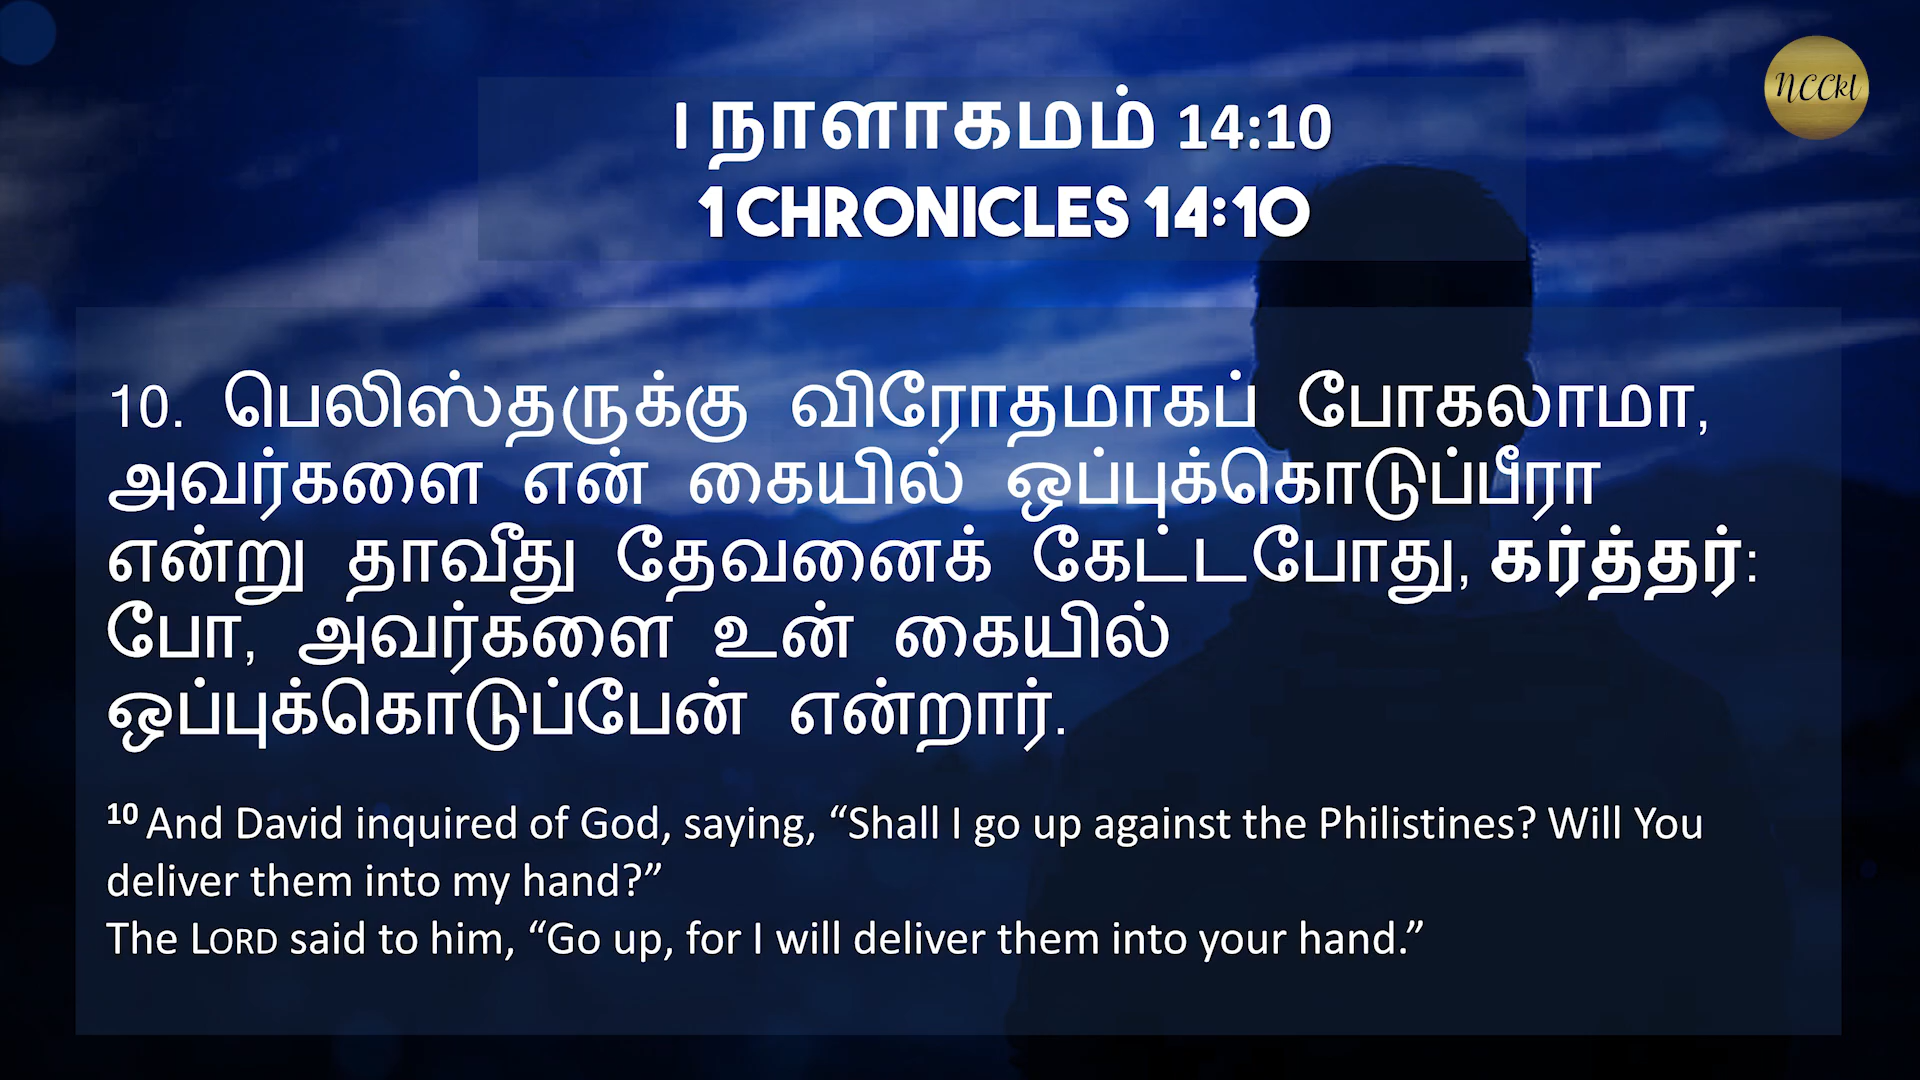 I நாளாகமம் 14:10
1 CHRONICLES 14:10
NCCkl
10. பெலிஸ்தருக்கு விரோதமாகப் போகலாமா,
அவர்களை என் கையில் ஒப்புக்கொடுப்பீரா
என்று தாவீது தேவனைக் கேட்டபோது, கர்த்தர்:
போ, அவர்களை உன் கையில்
ஒப்புக்கொடுப்பேன் என்றார்.
10 And David inquired of God, saying, “Shall I go up against the Philistines? Will You
deliver them into my hand?”
The LORD said to him, “Go up, for I will deliver them into your hand.”